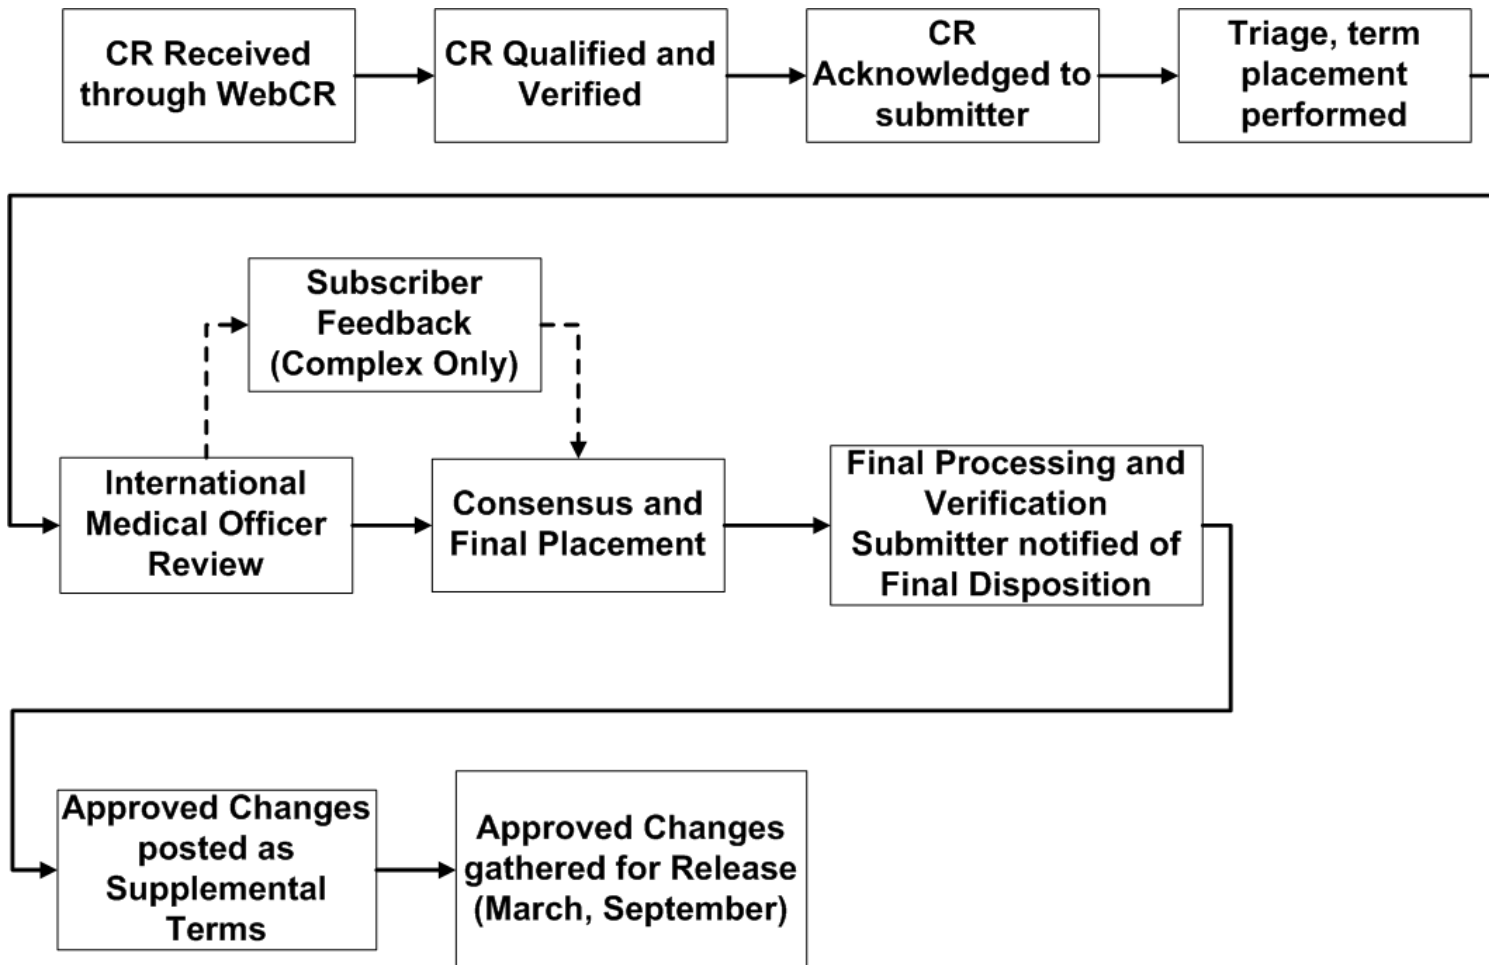 CR Received
through WebCR
CR Qualified and
Verified
CR
Acknowledged to
submitter
Triage, term
placement
performed
Subscriber
Feedback
(Complex Only)
International
Medical Officer
Review
Consensus and
Final Placement
Final Processing and
Verification
Submitter notified of
Final Disposition
Approved Changes
posted as
Supplemental
Terms
Approved Changes
gathered for Release
(March, September)